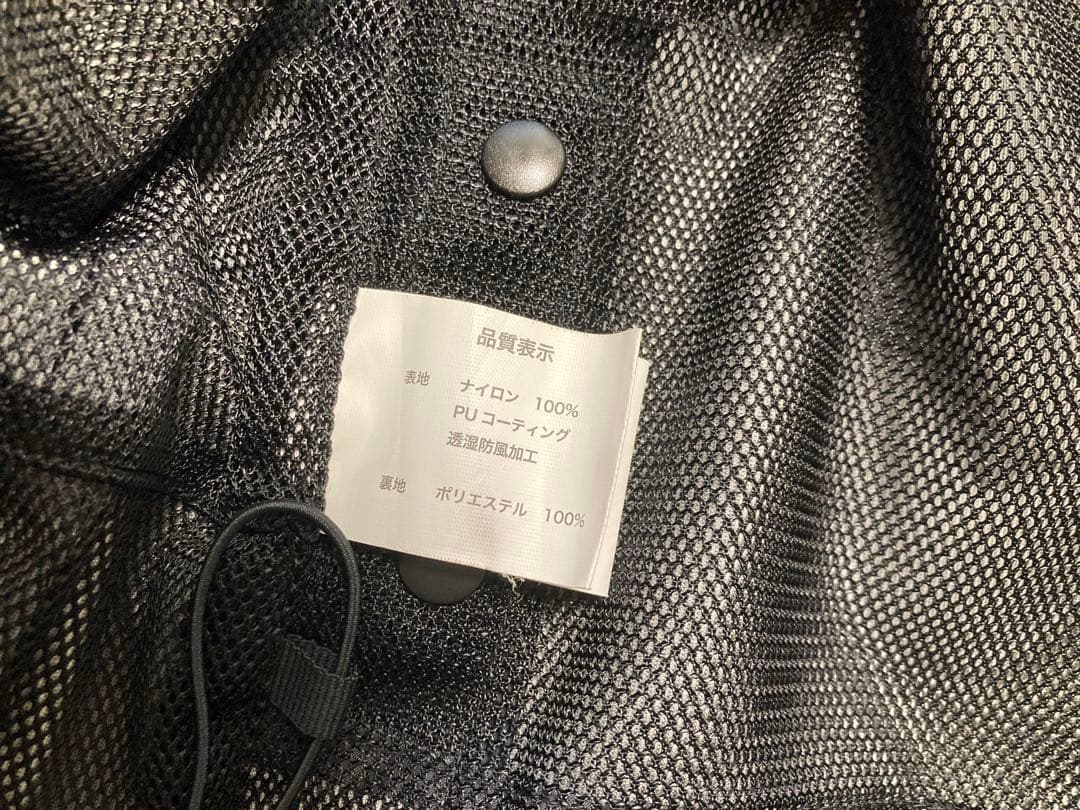 品質表示
表地 ナイロン 100%
PUコーティング
透湿防風加工
裏地 ポリエステル 100%